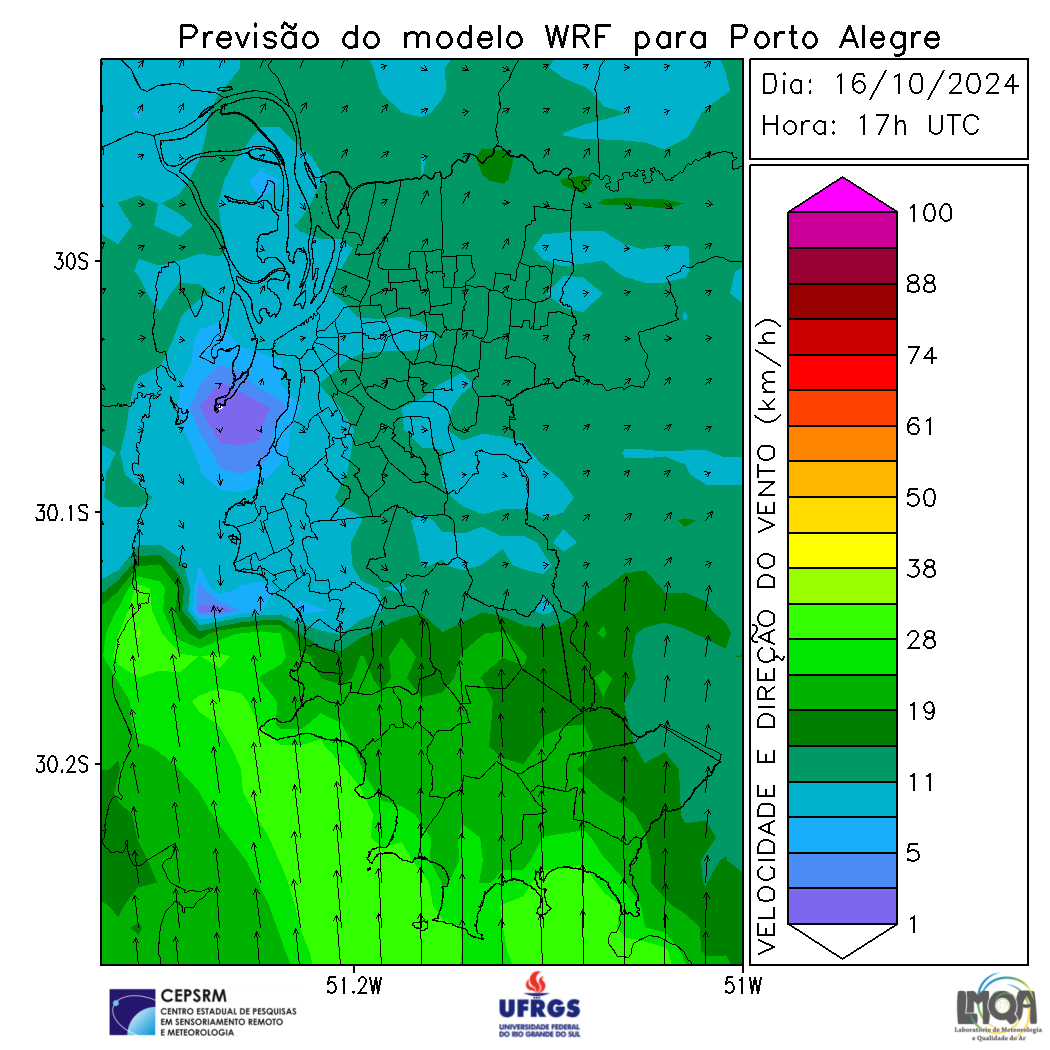 Previsão do modelo WRF para Porto Alegre
Dia: 16/10/2024
Hora: 17h UTC
30S
30.1S
30.2S
51.2W
51W
VELOCIDADE E DIREÇÃO DO VENTO (km/h)
100
88
74
61
50
38
28
19
11
5
1
CEPSRM
CENTRO ESTADUAL DE PESQUISAS
EM SENSORIAMENTO REMOTO
E METEOROLOGIA
UFRGS
UNIVERSIDADE FEDERAL
DO RIO GRANDE DO SUL
LMQA
Laboratório de Meteorologia
e Qualidade do Ar